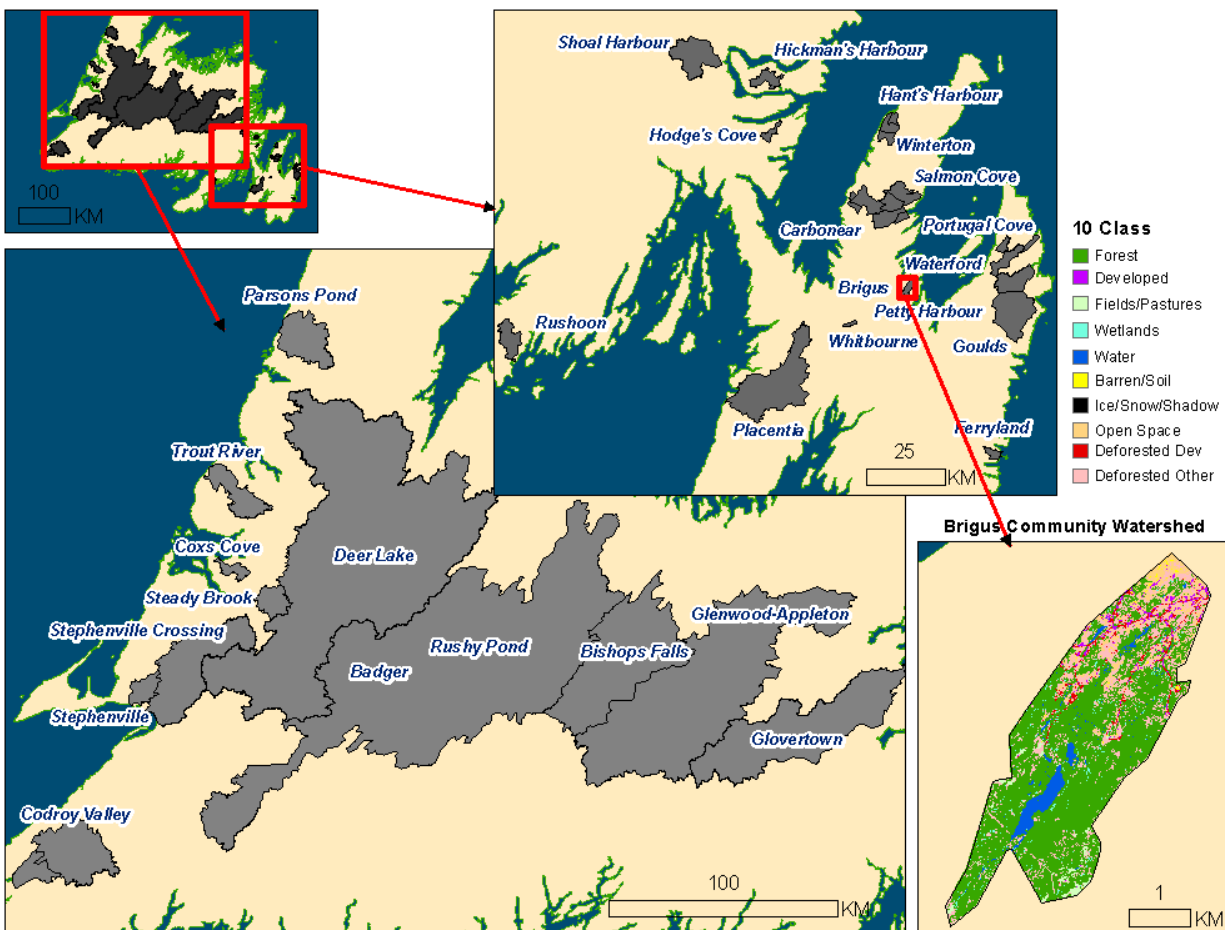 100
KM
Shoal Harbour
Hickman's Harbour
Hant's Harbour
Hodge's Cove
Winterton
Salmon Cove
Carbonear
Portugal Cove
Waterford
Brigus
Petty Harbour
Rushoon
Whitbourne
Goulds
Placentia
Ferryland
25
KM
10 Class
Forest
Developed
Fields/Pastures
Wetlands
Water
Barren/Soil
Ice/Snow/Shadow
Open Space
Deforested Dev
Deforested Other
Parsons Pond
Trout River
Coxs Cove
Deer Lake
Steady Brook
Stephenville Crossing
Glenwood-Appleton
Rushy Pond
Bishops Falls
Badger
Stephenville
Glovertown
Codroy Valley
100
KM
Brigus Community Watershed
1
KM